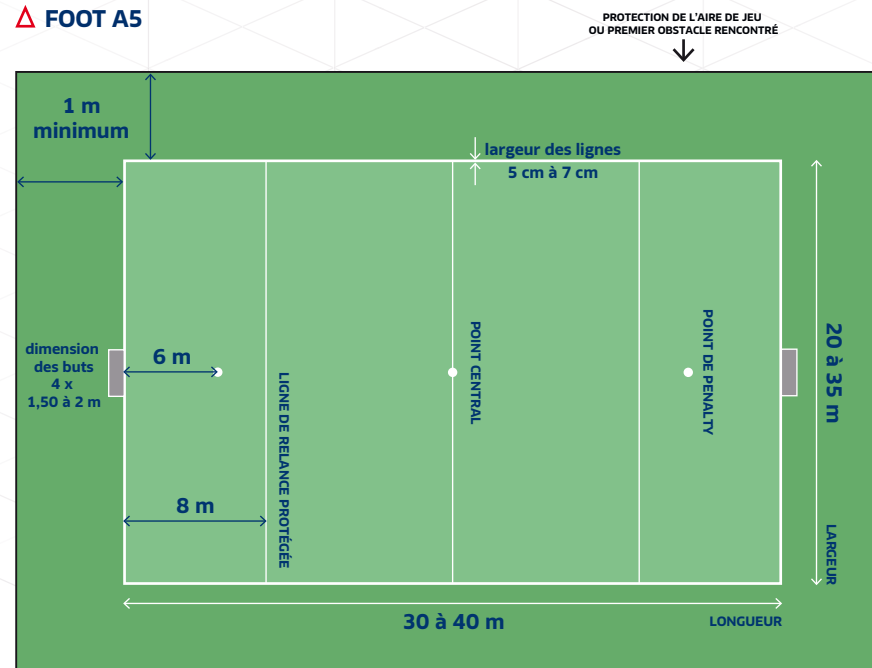 FOOT A5
PROTECTION DE L'AIRE DE JEU
OU PREMIER OBSTACLE RENCONTRÉ
1 m
minimum
largeur des lignes
5 cm à 7 cm
dimension
des buts
4 x
1,50 à 2 m
6 m
8 m
LIGNE DE RELANCE PROTÉGÉE
POINT CENTRAL
POINT DE PENALTY
20 à 35 m
LARGEUR
30 à 40 m
LONGUEUR